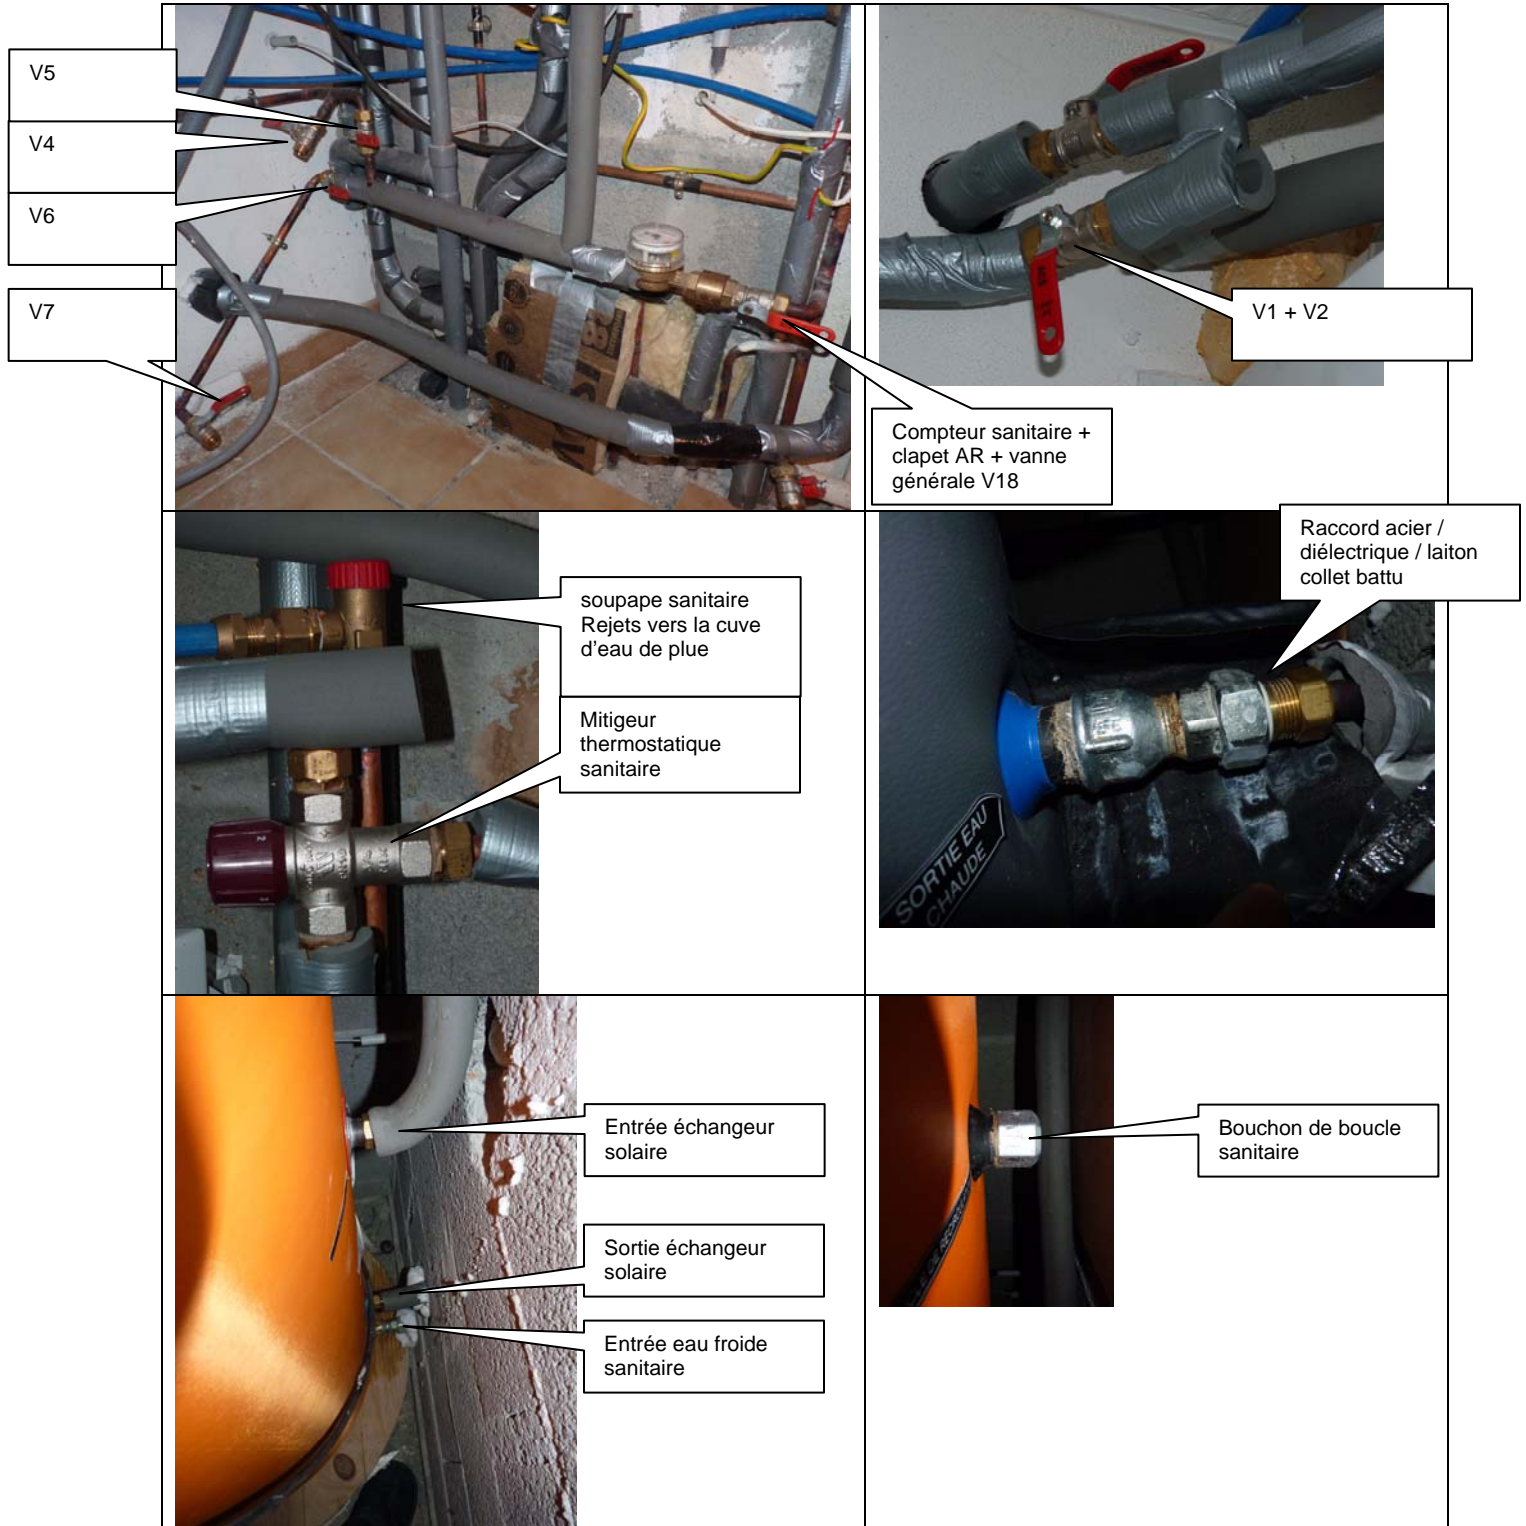 V5
V4
V6
V7
V1 + V2
Compteur sanitaire +
clapet AR + vanne
générale V18
soupape sanitaire
Rejets vers la cuve
d'eau de plue
Mitigeur
thermostatique
sanitaire
Raccord acier /
diélectrique / laiton
collet battu
SORTIE EAU
CHAUDE
Entrée échangeur
solaire
Sortie échangeur
solaire
Entrée eau froide
sanitaire
Bouchon de boucle
sanitaire